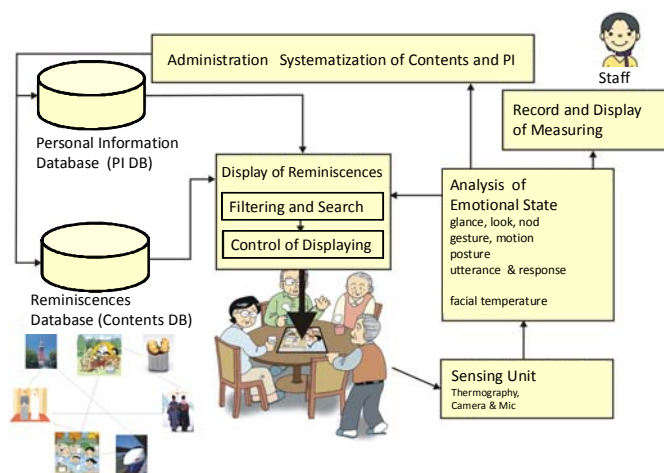 Administration Systematization of Contents and PI
Staff
Personal Information
Database (PI DB)
Record and Display
of Measuring
Display of Reminiscences
Filtering and Search
Control of Displaying
Analysis of
Emotional State
glance, look, nod
gesture, motion
posture
utterance & response
facial temperature
Reminiscences
Database (Contents DB)
Sensing Unit
Thermography,
Camera & Mic